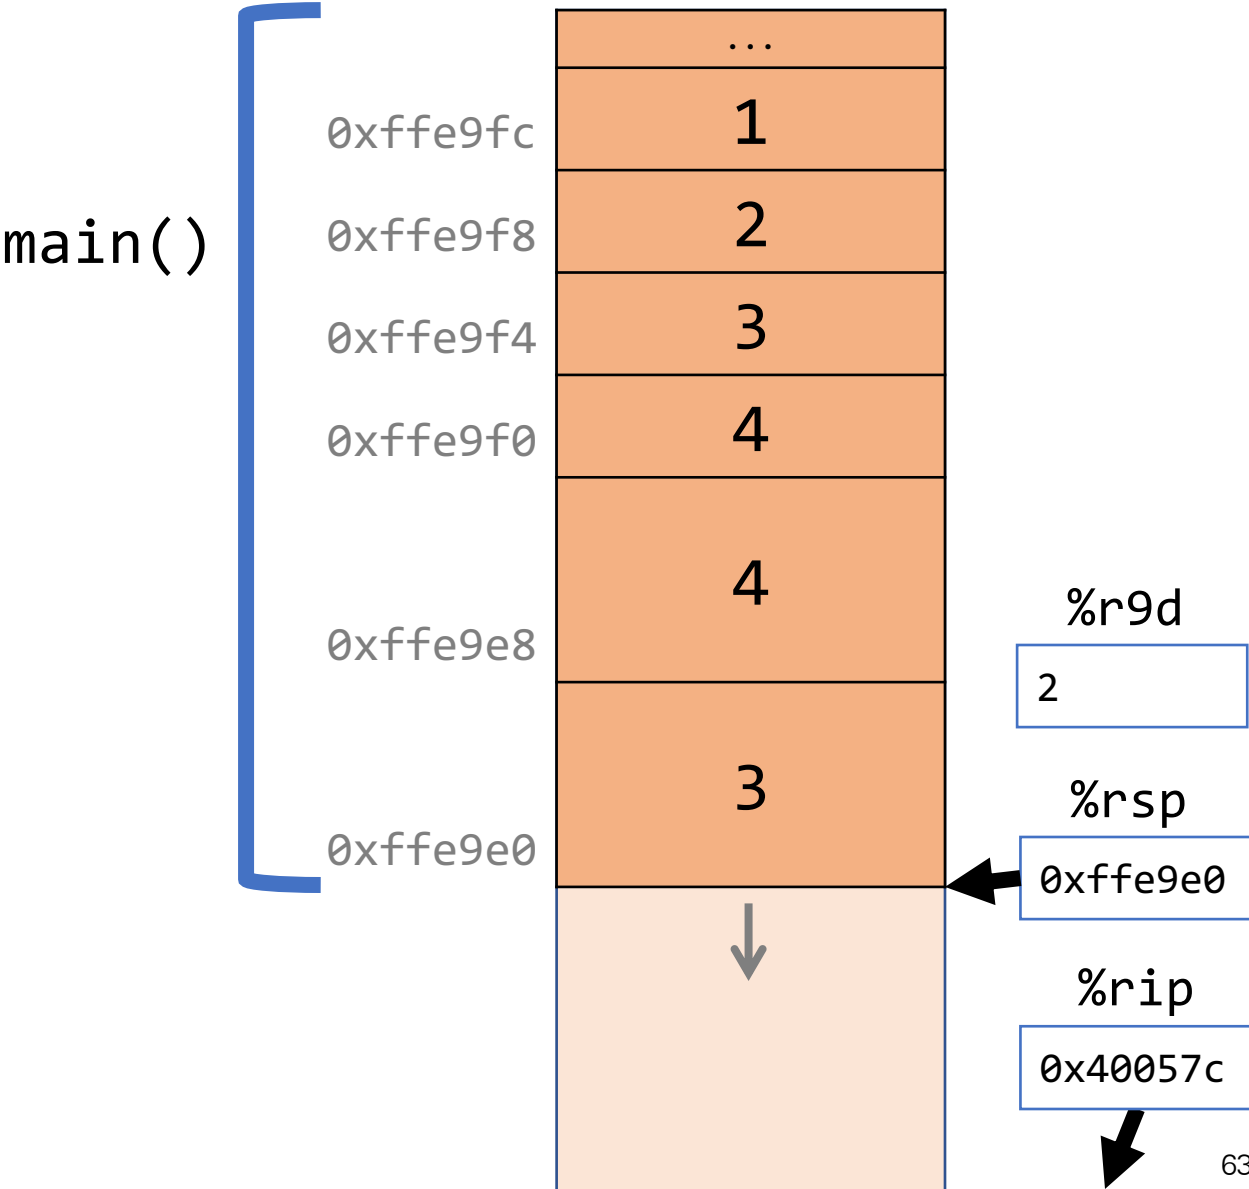 ...
0xffe9fc 1
main() 0xffe9f8 2
0xffe9f4 3
0xffe9f0 4
4
%r9d
0xffe9e8
2
3
%rsp
0xffe9e0
0xffe9e0
%rip
0x40057c
63